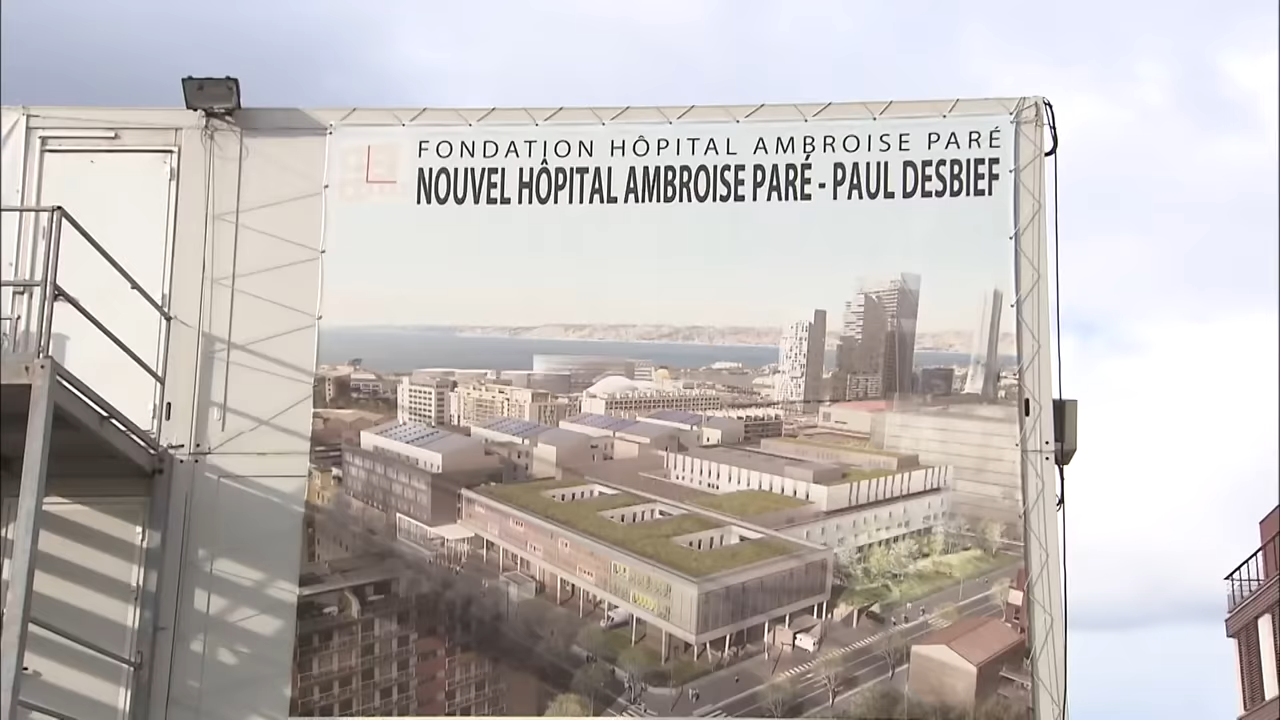 FONDATION HÔPITAL AMBROISE PARÉ
NOUVEL HÔPITAL AMBROISE PARÉ - PAUL DESBIEF